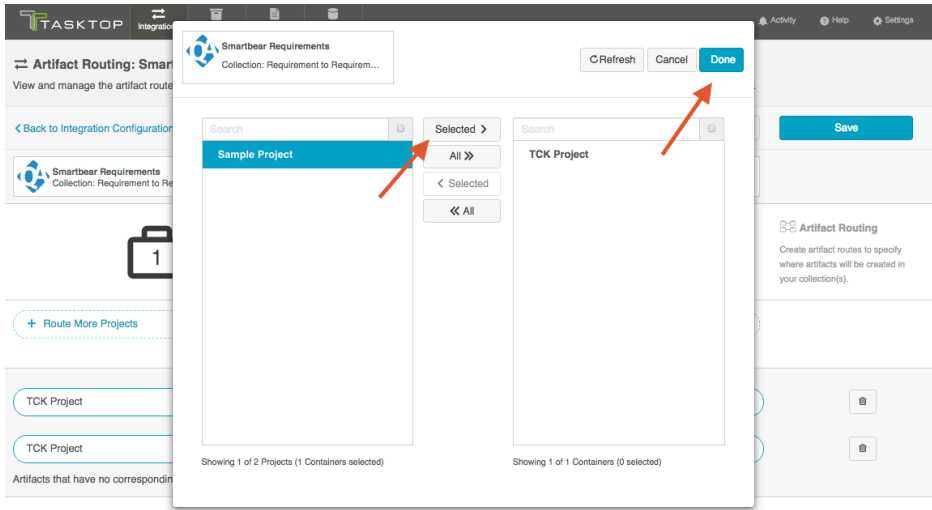 TASKTOP
Integration
Activity
Help
Settings
Artifact Routing: Smar
View and manage the artifact route
Back to Integration Configuration
Save
Smartbear Requirements
Collection: Requirement to Re
1
Artifact Routing
Create artifact routes to specify
where artifacts will be created in
your collection(s).
+ Route More Projects
TCK Project
TCK Project
Artifacts that have no correspondin
Smartbear Requirements
Collection: Requirement to Requirem...
Refresh
Cancel
Done
Search
Sample Project
Selected >
All >>
< Selected
<< All
Search
TCK Project
Showing 1 of 2 Projects (1 Containers selected)
Showing 1 of 1 Containers (0 selected)